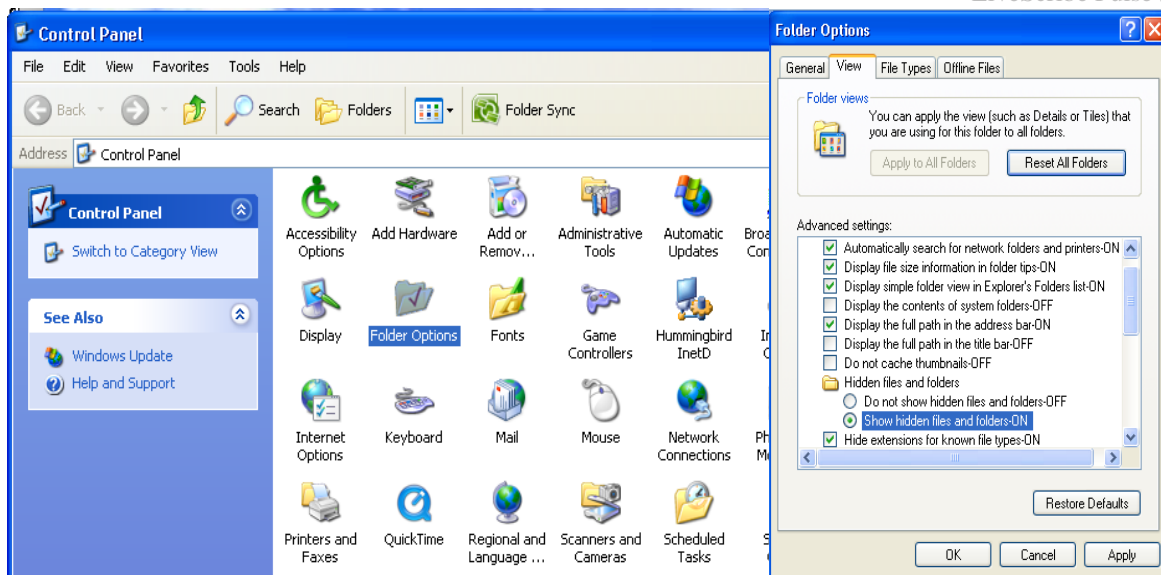 Control Panel
File Edit View Favorites Tools Help
Back Search Folders Folder Sync
Address Control Panel
Control Panel
Switch to Category View
See Also
Windows Update
Help and Support
Accessibility Options
Add Hardware
Add or Remov...
Administrative Tools
Automatic Updates
Display
Folder Options
Fonts
Game Controllers
Hummingbird InetD
Internet Options
Keyboard
Mail
Mouse
Network Connections
Printers and Faxes
QuickTime
Regional and Language ...
Scanners and Cameras
Scheduled Tasks
Folder Options
General View File Types Offline Files
Folder views
You can apply the view (such as Details or Tiles) that
you are using for this folder to all folders.
Apply to All Folders Reset All Folders
Advanced settings:
Automatically search for network folders and printers-ON
Display file size information in folder tips-ON
Display simple folder view in Explorer's Folders list-ON
Display the contents of system folders-OFF
Display the full path in the address bar-ON
Display the full path in the title bar-OFF
Do not cache thumbnails-OFF
Hidden files and folders
Do not show hidden files and folders-OFF
Show hidden files and folders-ON
Hide extensions for known file types-ON
Restore Defaults
OK Cancel Apply